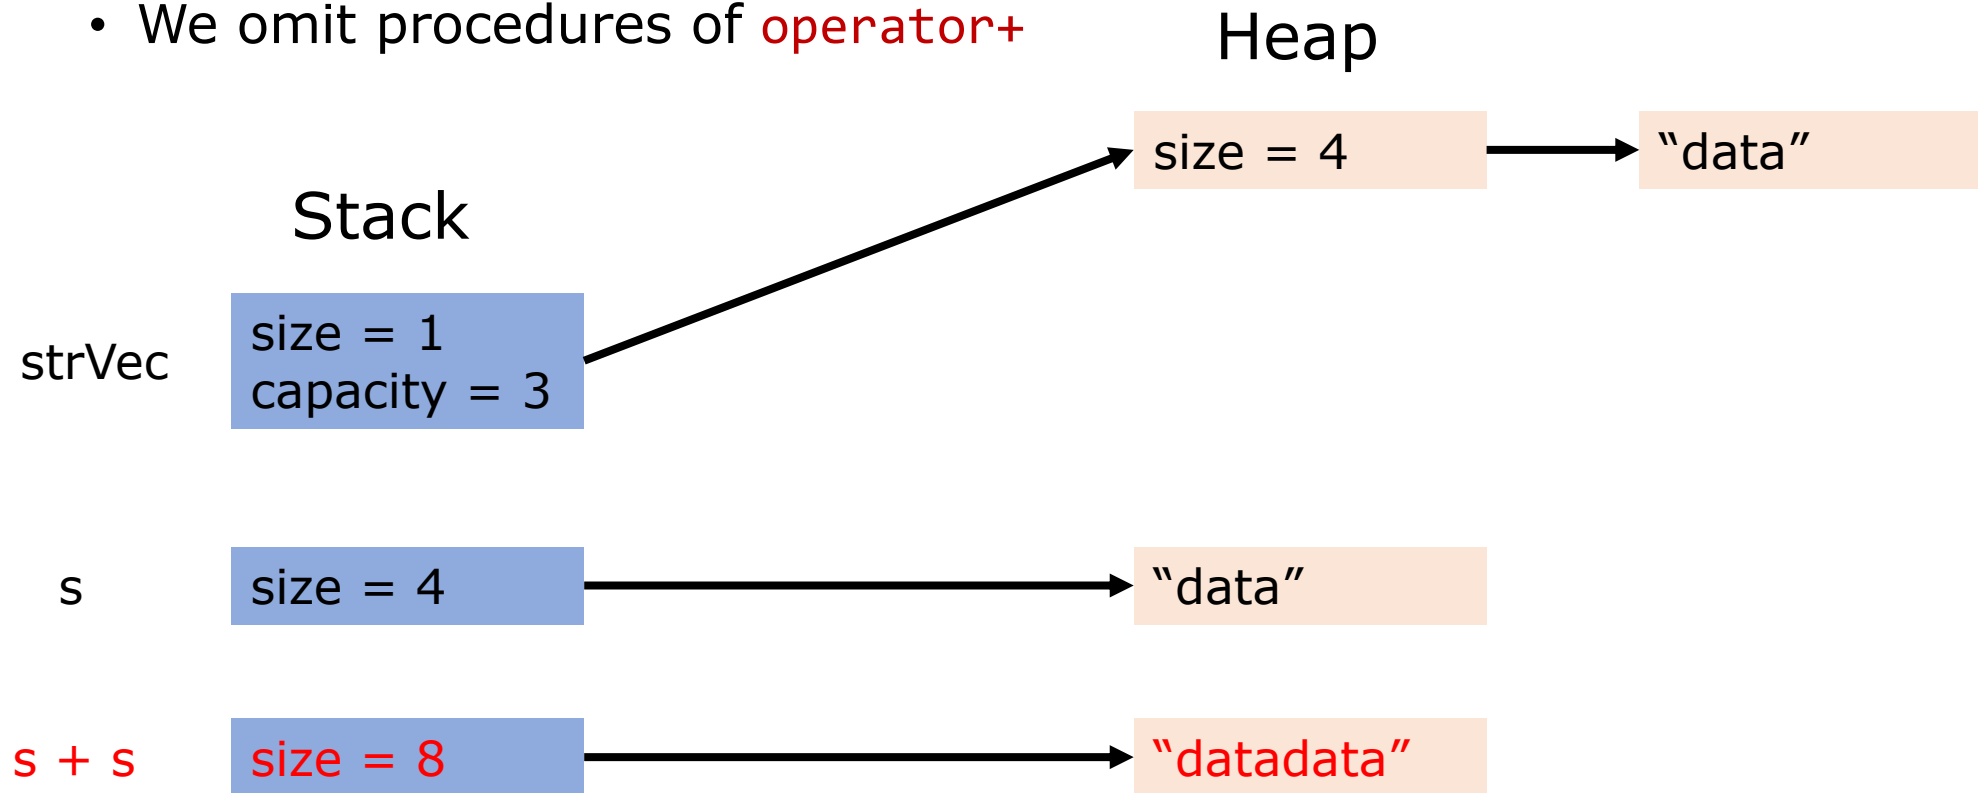 • We omit procedures of operator+
Heap
size = 4
“data”
Stack
strVec
size = 1
capacity = 3
s
size = 4
“data”
s + s
size = 8
“datadata”